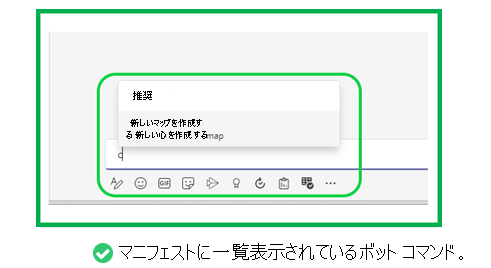 推奨
新しいマップを作成す
る 新しい心を作成するmap
c
GIF
マニフェストに一覧表示されているボット コマンド。